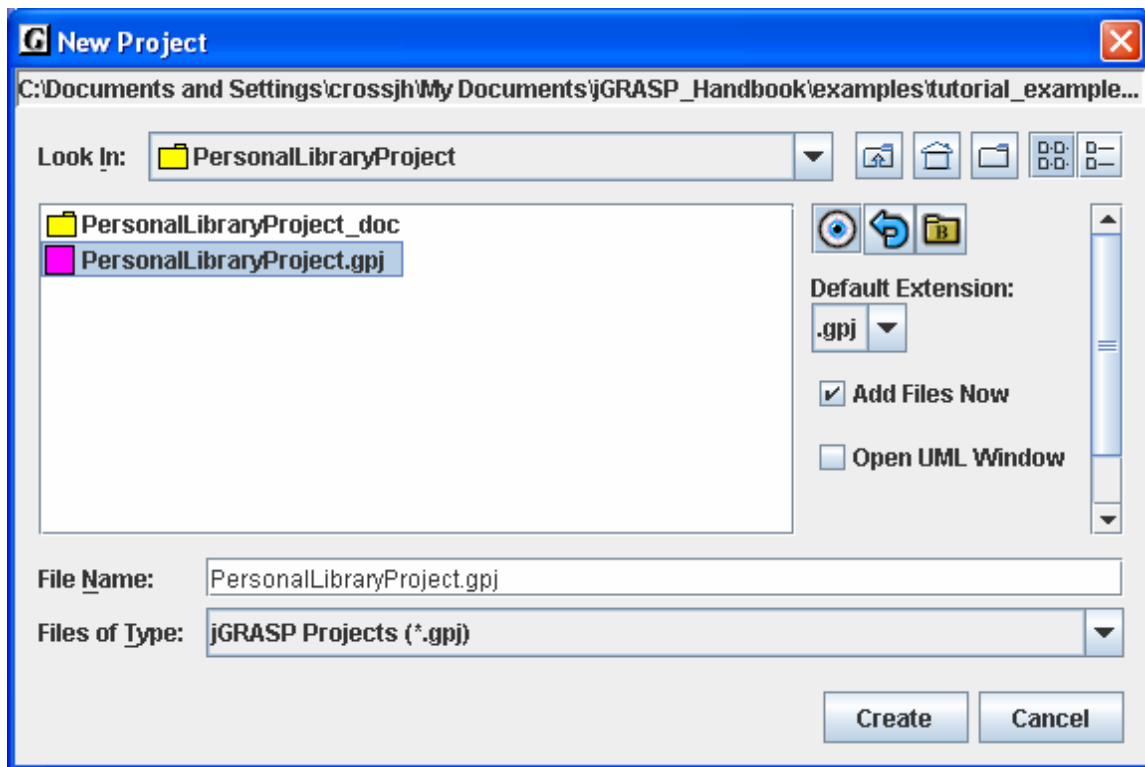 New Project
C:\Documents and Settings\crossjh\My Documents\jGRASP_Handbook\examples\tutorial_example...
Look In: PersonalLibraryProject
PersonalLibraryProject_doc
PersonalLibraryProject.gpj
Default Extension:
.gpj
Add Files Now
Open UML Window
File Name: PersonalLibraryProject.gpj
Files of Type: jGRASP Projects (*.gpj)
Create Cancel